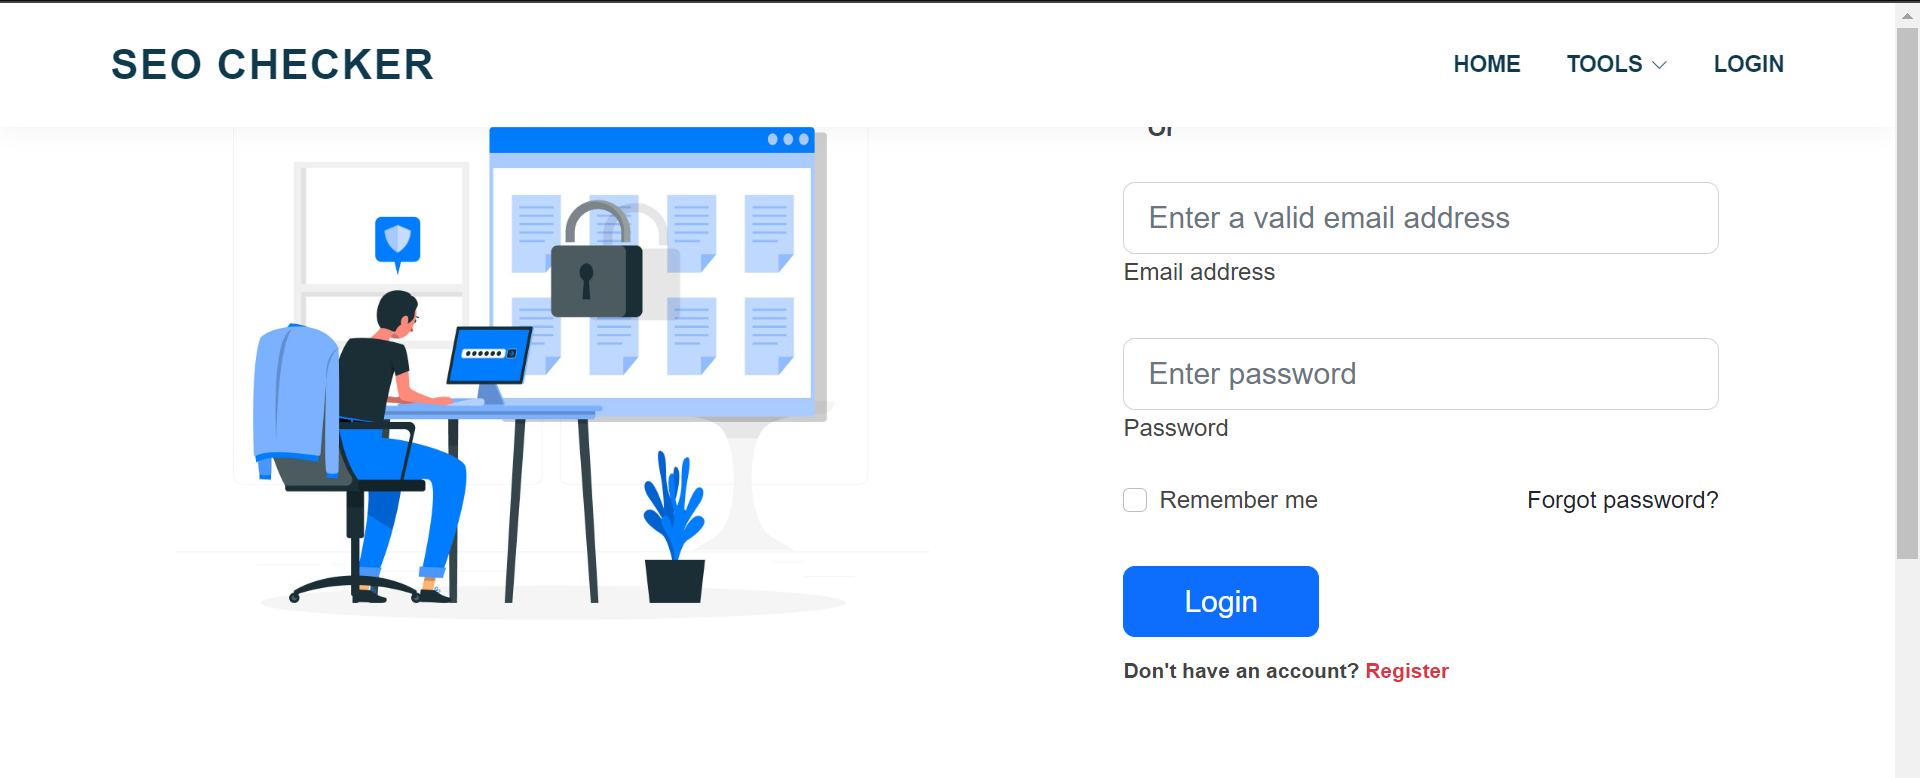 SEO CHECKER
HOME TOOLS LOGIN
or
Enter a valid email address
Email address
Enter password
Password
Remember me Forgot password?
Login
Don't have an account? Register